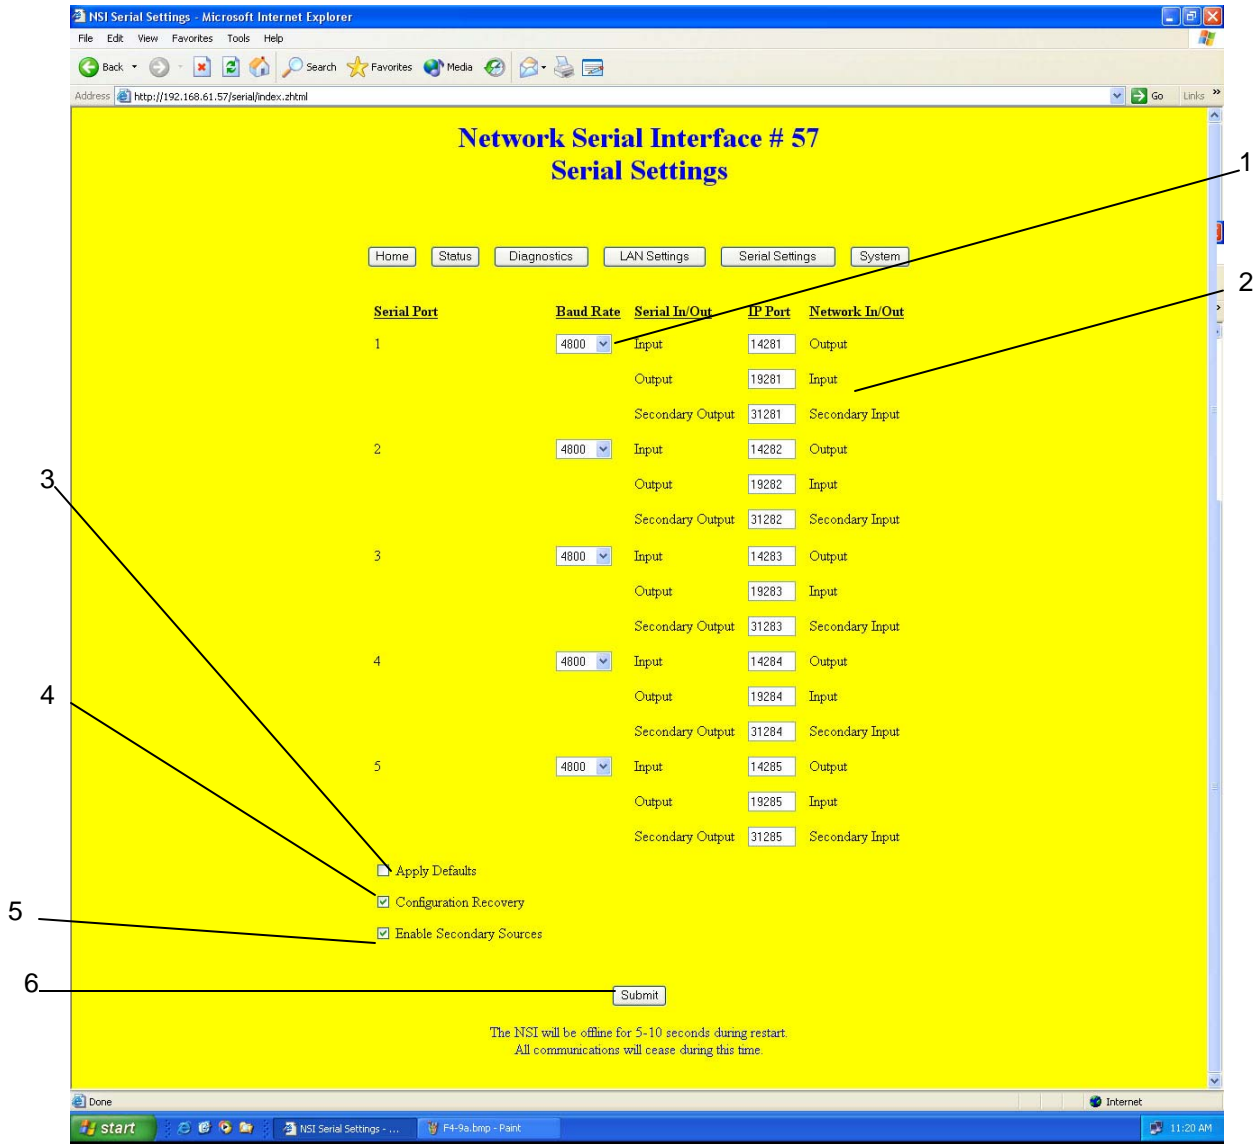 NSI Serial Settings - Microsoft Internet Explorer
File Edit View Favorites Tools Help
Back Search Favorites Media
Address http://192.168.61.57/serial/index.zhtml Go Links »
Network Serial Interface # 57
Serial Settings
1
Home Status Diagnostics LAN Settings Serial Settings System
2
Serial Port Baud Rate Serial In/Out IP Port Network In/Out
1 4800 Input 14281 Output
Output 19281 Input
Secondary Output 31281 Secondary Input
2 4800 Input 14282 Output
3
Output 19282 Input
Secondary Output 31282 Secondary Input
3 4800 Input 14283 Output
Output 19283 Input
Secondary Output 31283 Secondary Input
4 4800 Input 14284 Output
4
Output 19284 Input
Secondary Output 31284 Secondary Input
5 4800 Input 14285 Output
Output 19285 Input
Secondary Output 31285 Secondary Input
Apply Defaults
Configuration Recovery
5
Enable Secondary Sources
6
Submit
The NSI will be offline for 5-10 seconds during restart.
All communications will cease during this time.
Done Internet
start NSI Serial Settings - ... F4-9a.bmp - Paint 11:20 AM